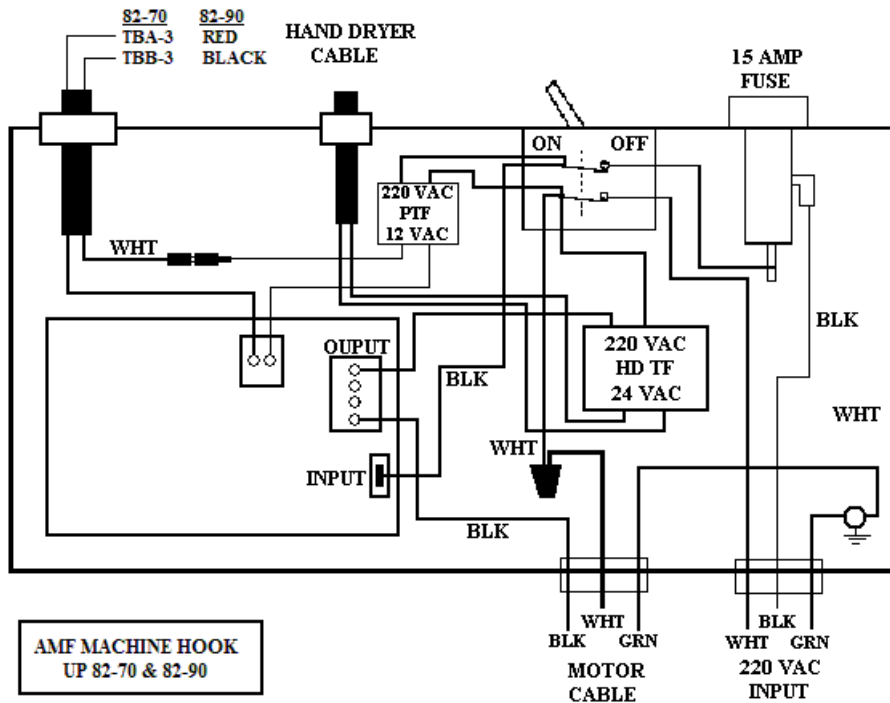 82-70 82-90
TBA-3 RED
TBB-3 BLACK
HAND DRYER
CABLE
15 AMP
FUSE
ON OFF
220 VAC
PTF
12 VAC
WHT
BLK
OUPUT
220 VAC
HD TF
24 VAC
BLK
WHT
WHT
INPUT
BLK
WHT
BLK GRN
MOTOR
CABLE
BLK
WHT GRN
220 VAC
INPUT
AMF MACHINE HOOK
UP 82-70 & 82-90